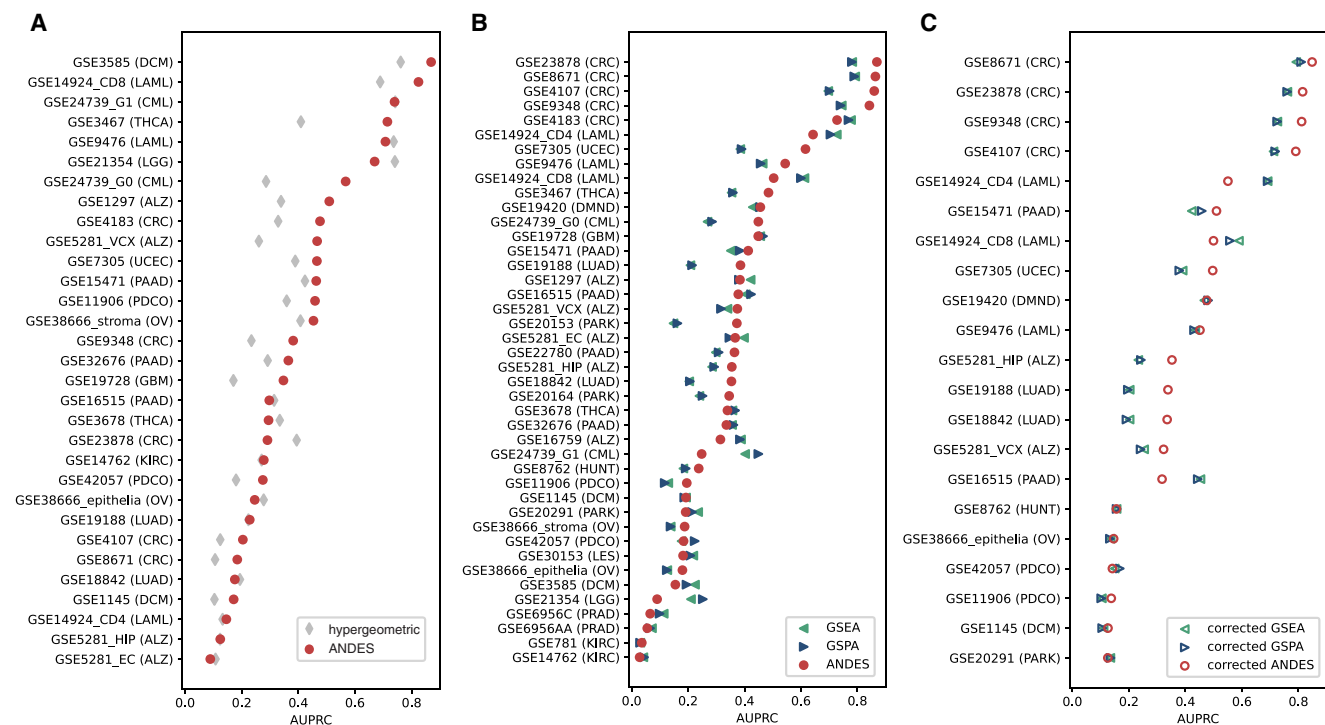 A
GSE3585 (DCM)
GSE14924_CD8 (LAML)
GSE24739_G1 (CML)
GSE3467 (THCA)
GSE9476 (LAML)
GSE21354 (LGG)
GSE24739_G0 (CML)
GSE1297 (ALZ)
GSE4183 (CRC)
GSE5281_VCX (ALZ)
GSE7305 (UCEC)
GSE15471 (PAAD)
GSE11906 (PDCO)
GSE38666_stroma (OV)
GSE9348 (CRC)
GSE32676 (PAAD)
GSE19728 (GBM)
GSE16515 (PAAD)
GSE3678 (THCA)
GSE23878 (CRC)
GSE14762 (KIRC)
GSE42057 (PDCO)
GSE38666_epithelia (OV)
GSE19188 (LUAD)
GSE4107 (CRC)
GSE8671 (CRC)
GSE18842 (LUAD)
GSE1145 (DCM)
GSE14924_CD4 (LAML)
GSE5281_HIP (ALZ)
GSE5281_EC (ALZ)
hypergeometric
ANDES
0.0 0.2 0.4 0.6 0.8
AUPRC
B
GSE23878 (CRC)
GSE8671 (CRC)
GSE4107 (CRC)
GSE9348 (CRC)
GSE4183 (CRC)
GSE14924_CD4 (LAML)
GSE7305 (UCEC)
GSE9476 (LAML)
GSE14924_CD8 (LAML)
GSE3467 (THCA)
GSE19420 (DMND)
GSE24739_G0 (CML)
GSE19728 (GBM)
GSE15471 (PAAD)
GSE19188 (LUAD)
GSE1297 (ALZ)
GSE16515 (PAAD)
GSE5281_VCX (ALZ)
GSE20153 (PARK)
GSE5281_EC (ALZ)
GSE22780 (PAAD)
GSE5281_HIP (ALZ)
GSE18842 (LUAD)
GSE20164 (PARK)
GSE3678 (THCA)
GSE32676 (PAAD)
GSE16759 (ALZ)
GSE24739_G1 (CML)
GSE8762 (HUNT)
GSE11906 (PDCO)
GSE1145 (DCM)
GSE20291 (PARK)
GSE38666_stroma (OV)
GSE42057 (PDCO)
GSE30153 (LES)
GSE38666_epithelia (OV)
GSE3585 (DCM)
GSE21354 (LGG)
GSE6956C (PRAD)
GSE6956AA (PRAD)
GSE781 (KIRC)
GSE14762 (KIRC)
GSEA
GSPA
ANDES
0.0 0.2 0.4 0.6 0.8
AUPRC
C
GSE8671 (CRC)
GSE23878 (CRC)
GSE9348 (CRC)
GSE4107 (CRC)
GSE14924_CD4 (LAML)
GSE15471 (PAAD)
GSE14924_CD8 (LAML)
GSE7305 (UCEC)
GSE19420 (DMND)
GSE9476 (LAML)
GSE5281_HIP (ALZ)
GSE19188 (LUAD)
GSE18842 (LUAD)
GSE5281_VCX (ALZ)
GSE16515 (PAAD)
GSE8762 (HUNT)
GSE38666_epithelia (OV)
GSE42057 (PDCO)
GSE11906 (PDCO)
GSE1145 (DCM)
GSE20291 (PARK)
corrected GSEA
corrected GSPA
corrected ANDES
0.0 0.2 0.4 0.6 0.8
AUPRC